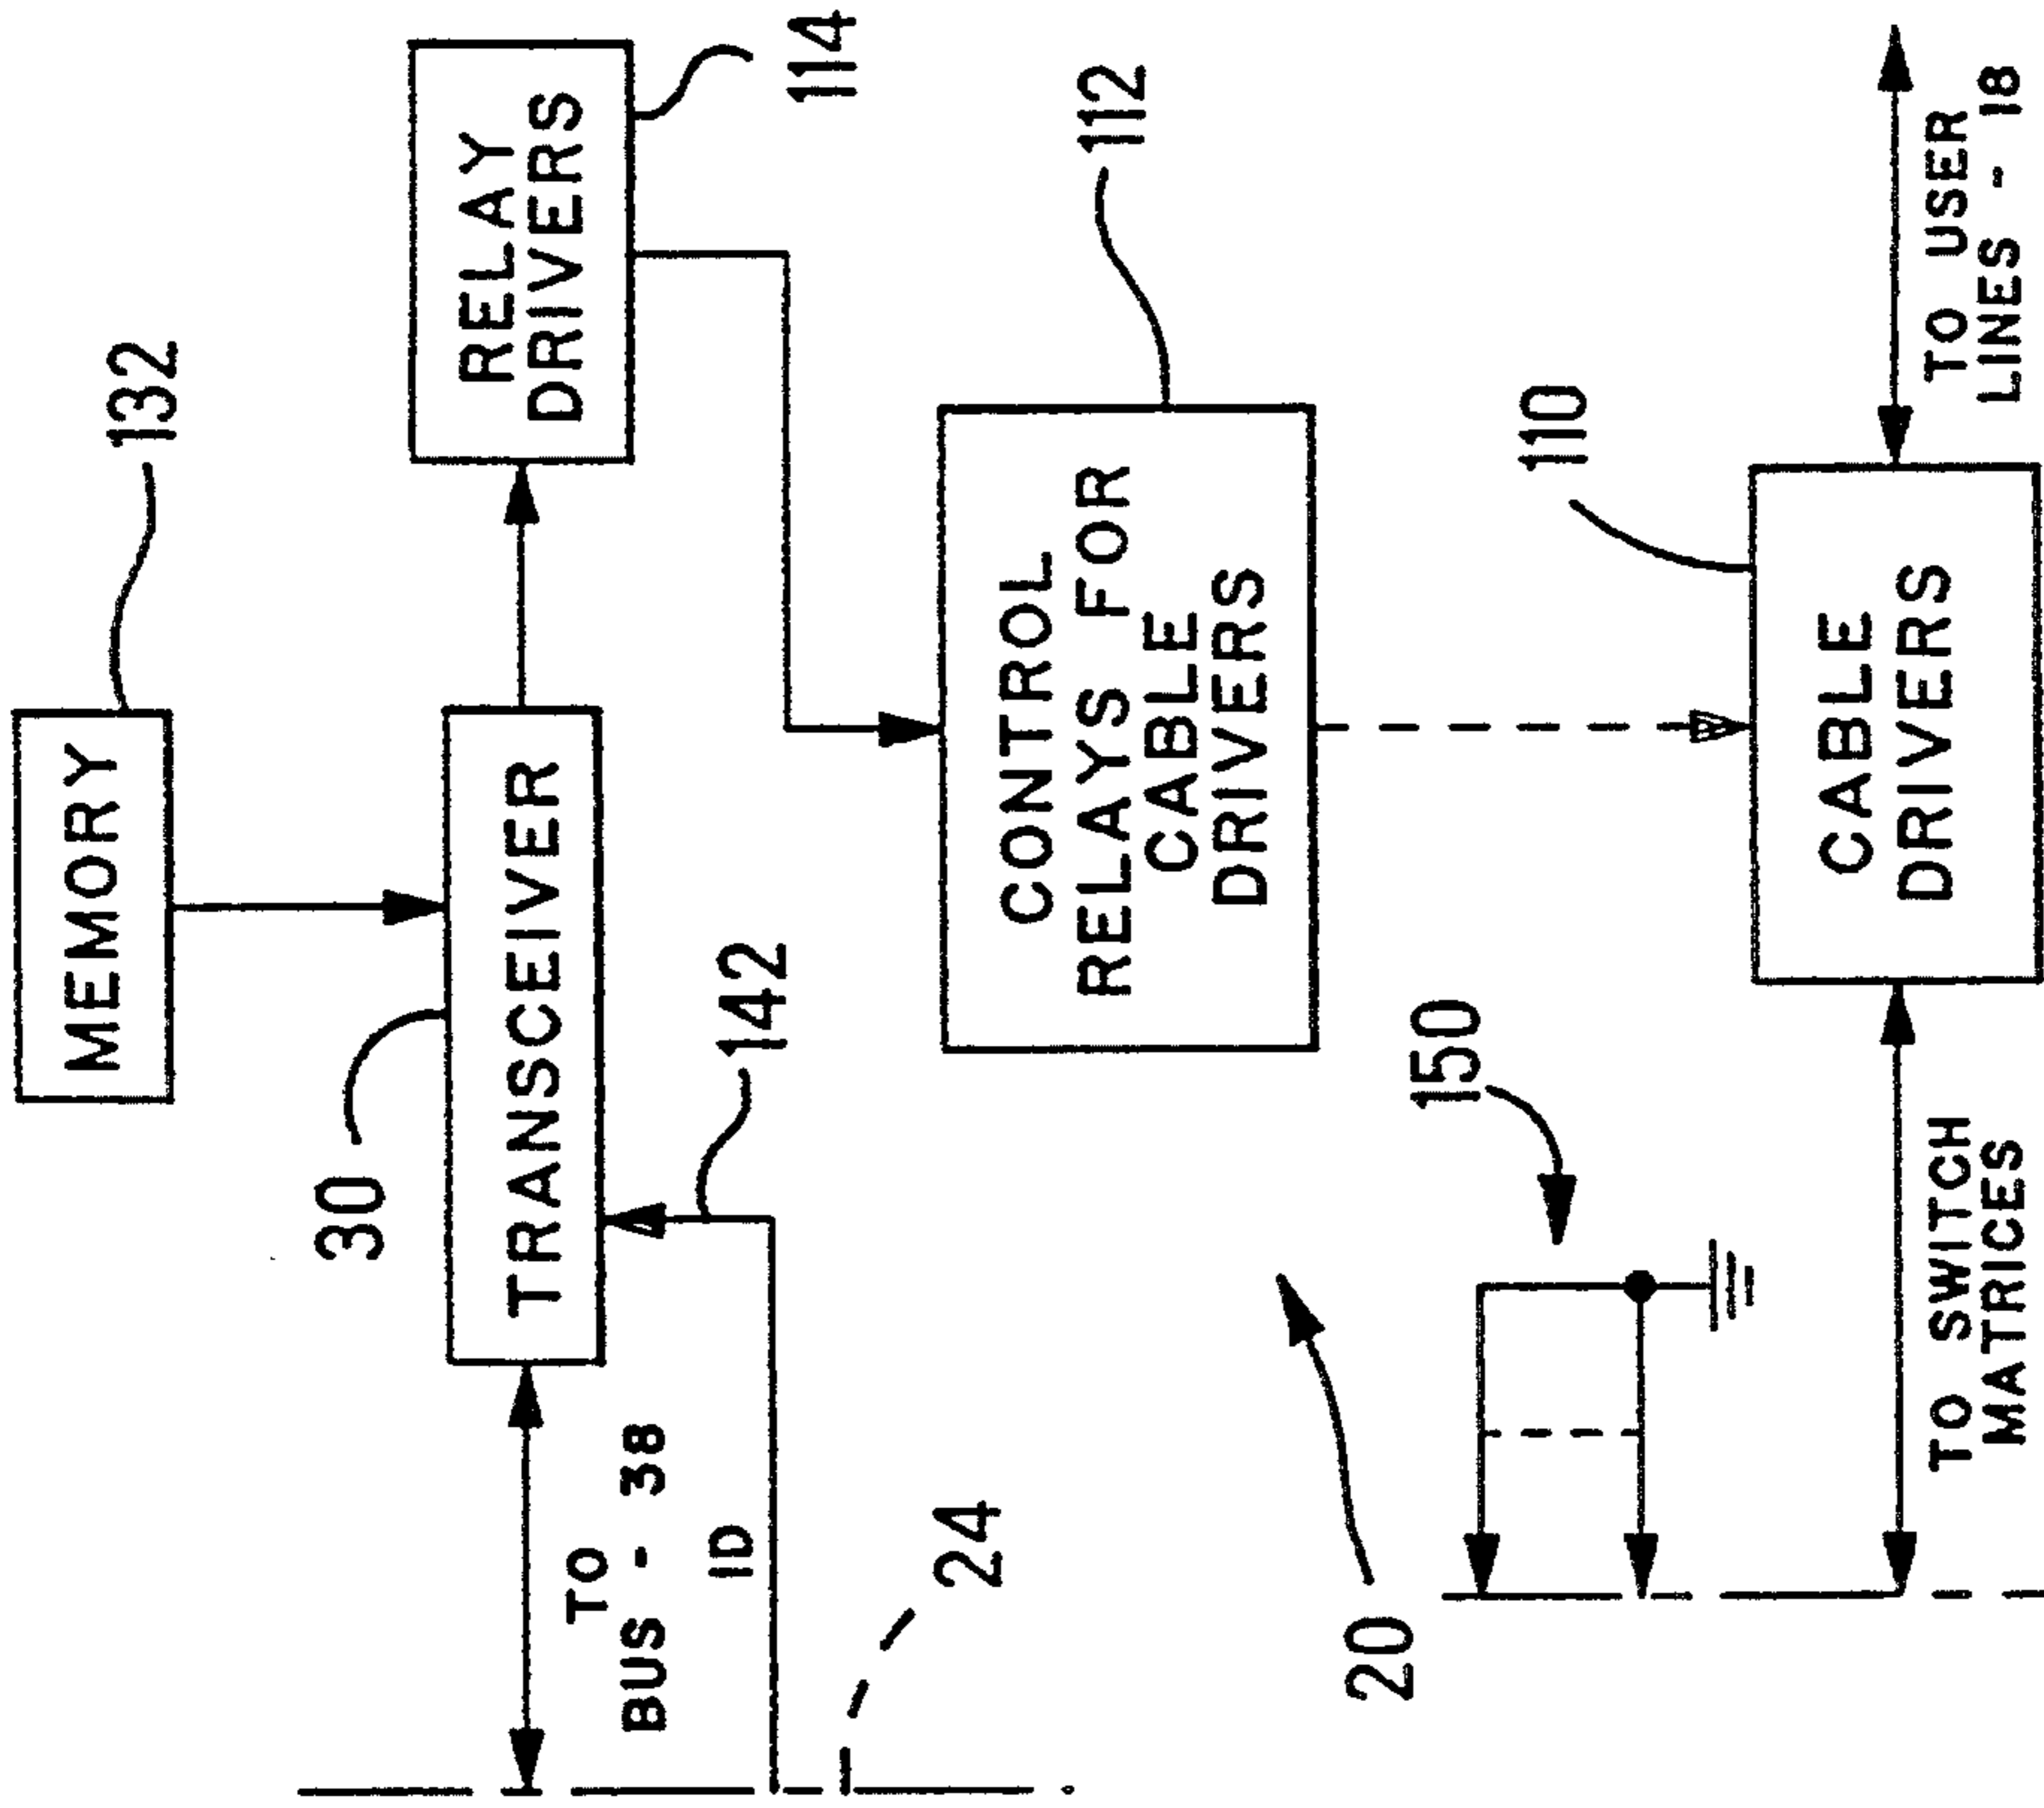 MEMORY
132
30
TRANSCEIVER
RELAY
DRIVERS
114
TO
BUS - 38
ID
142
24
CONTROL
RELAYS FOR
CABLE
DRIVERS
112
20
150
110
CABLE
DRIVERS
TO SWITCH
MATRICES
TO USER
LINES - 18